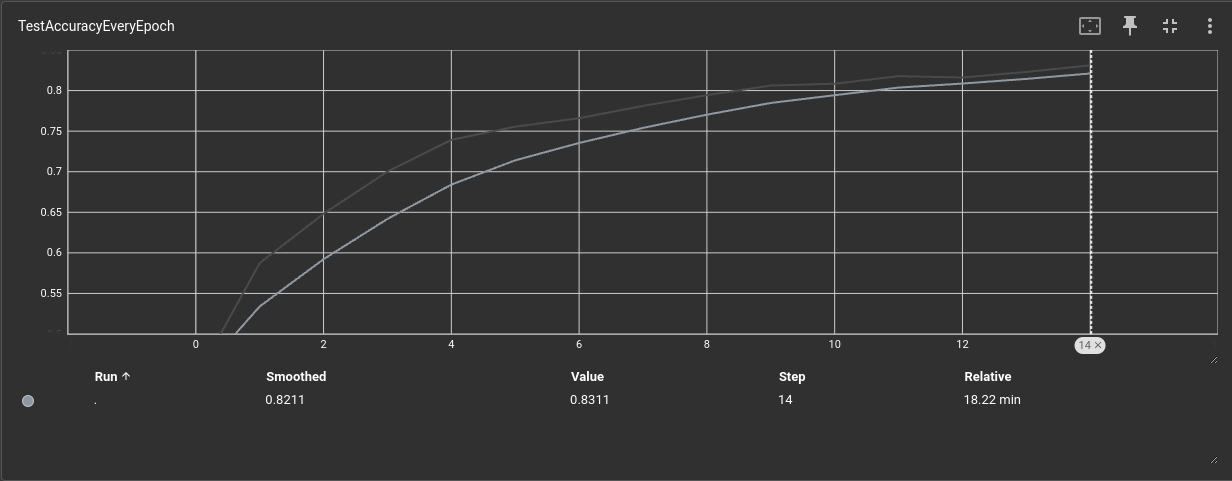 TestAccuracyEveryEpoch
0.8
0.75
0.7
0.65
0.6
0.55
0 2 4 6 8 10 12 14 ×
Run ↑ Smoothed Value Step Relative
. 0.8211 0.8311 14 18.22 min